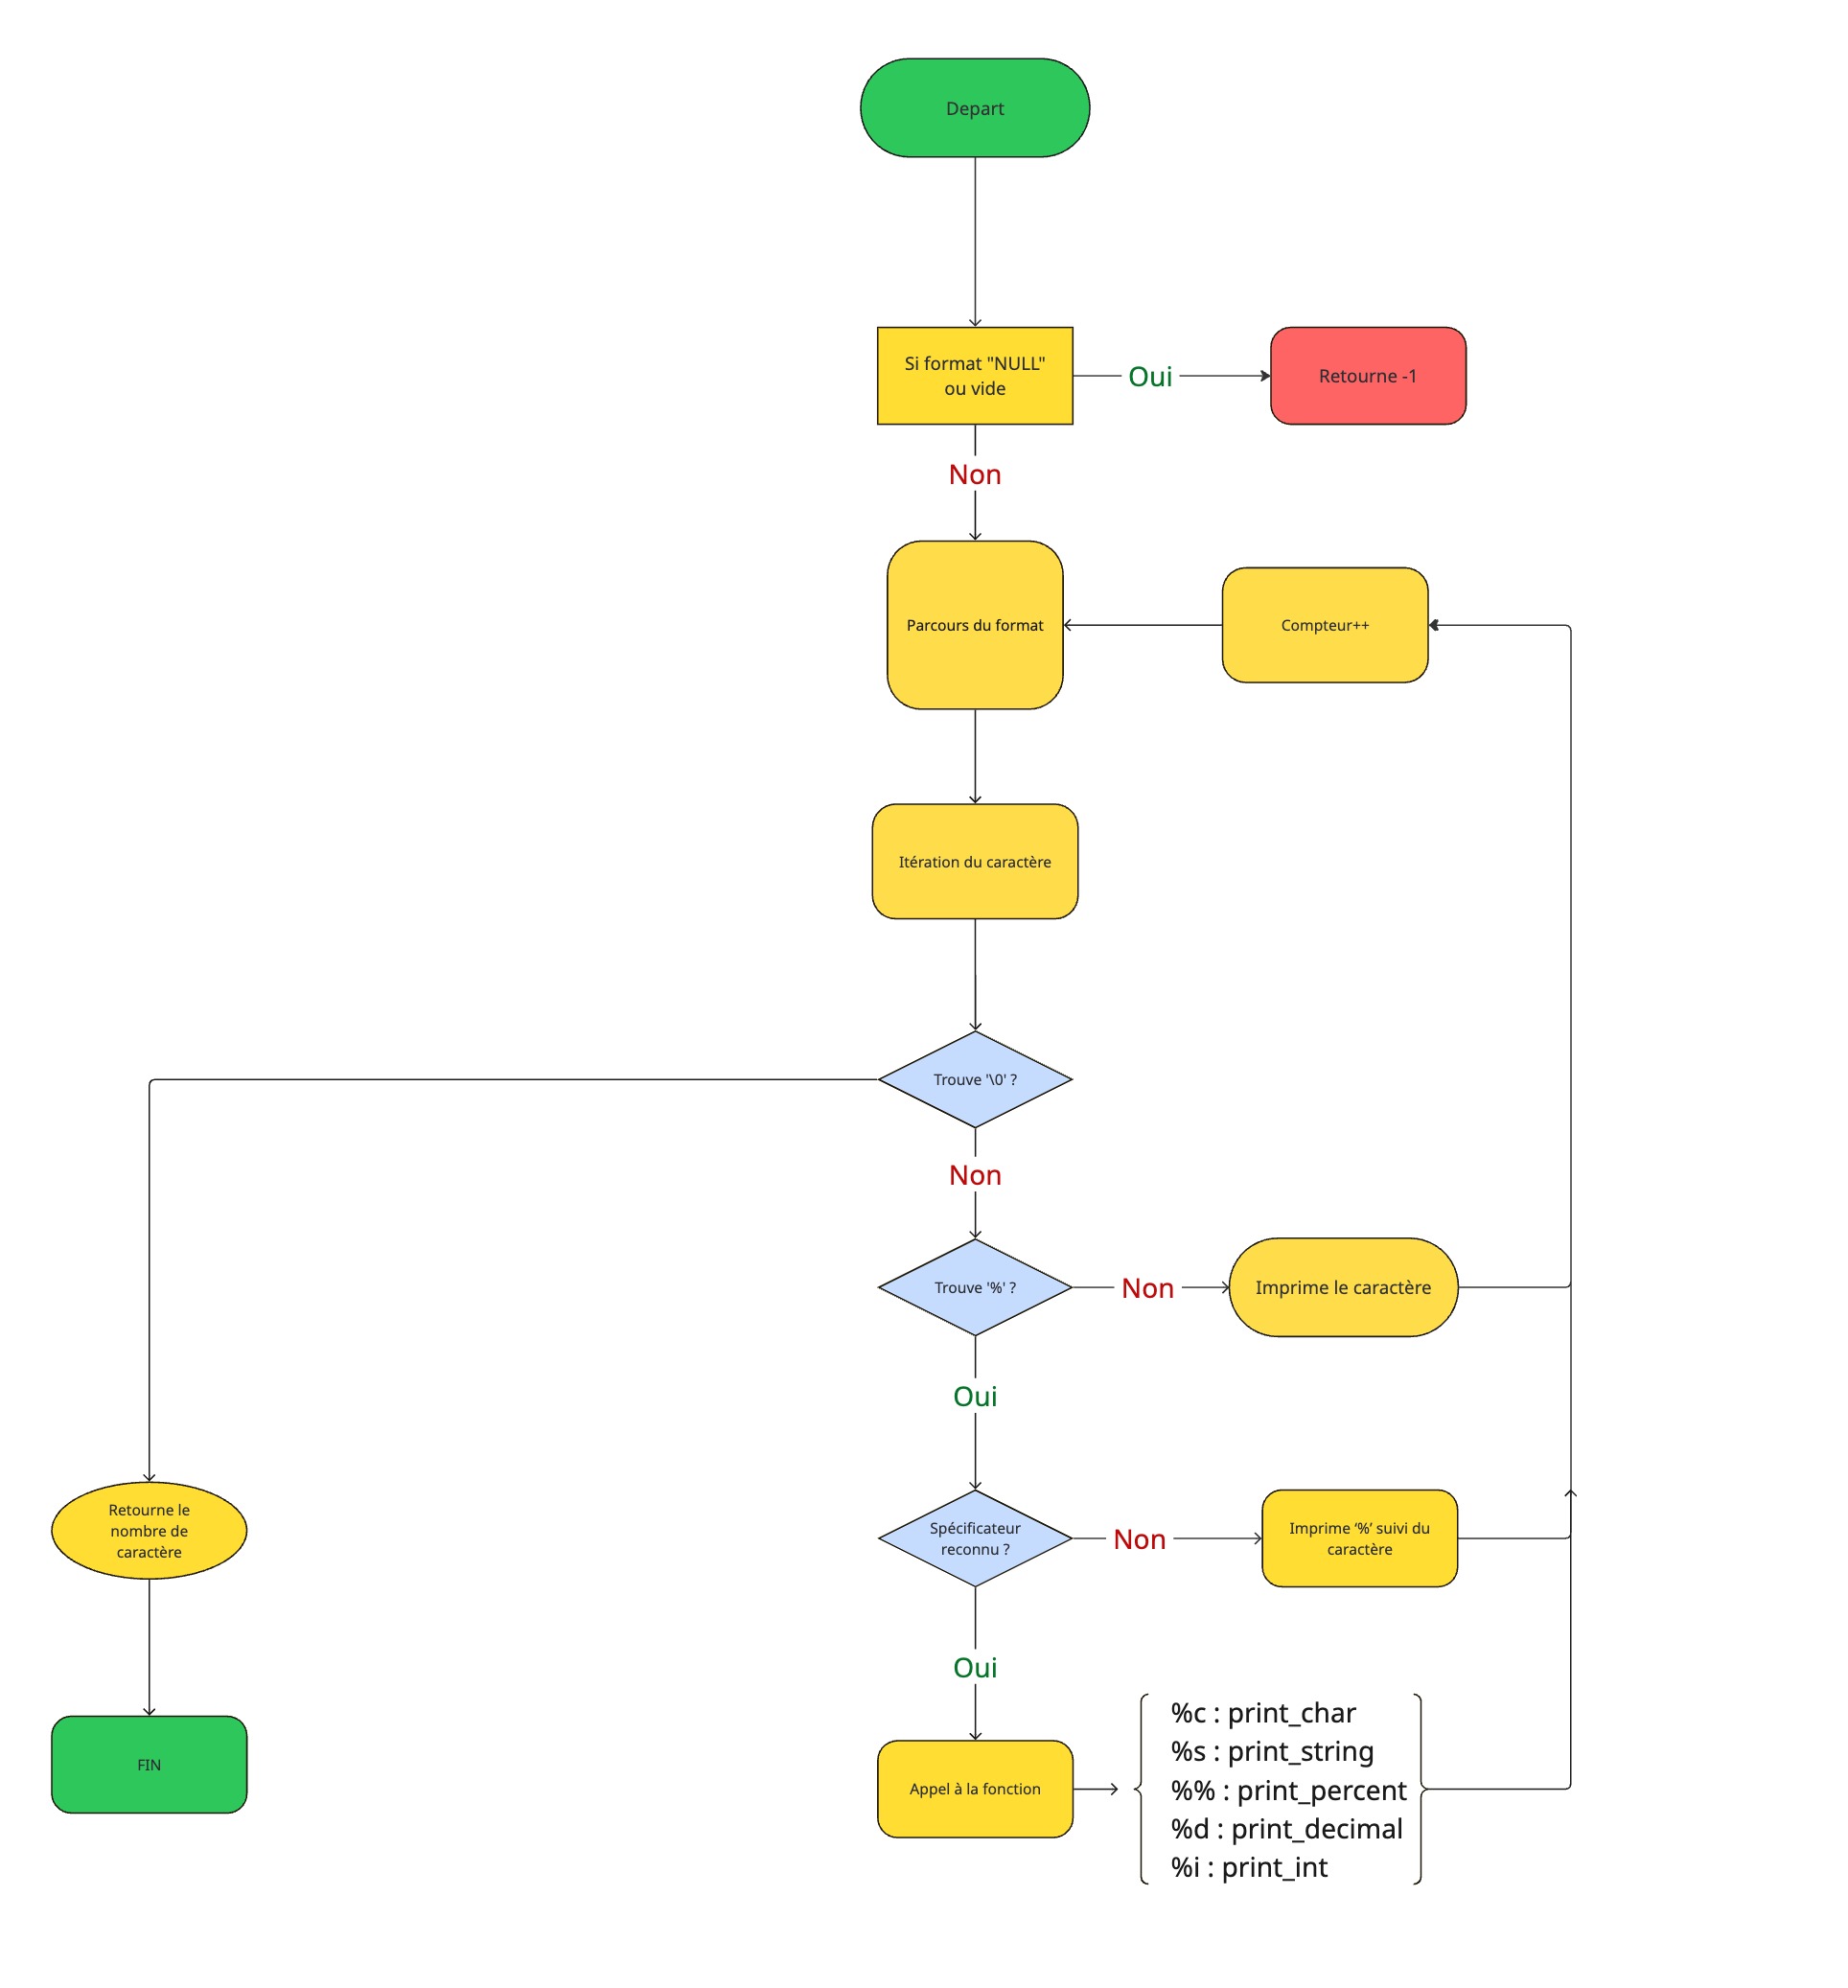 Depart
Si format "NULL"
ou vide
Oui
Retourne -1
Non
Parcours du format
Compteur++
Itération du caractère
Trouve '\0' ?
Non
Trouve '%' ?
Non
Imprime le caractère
Oui
Retourne le
nombre de
caractère
Spécificateur
reconnu ?
Non
Imprime ‘%’ suivi du
caractère
Oui
FIN
Appel à la fonction
%c : print_char
%s : print_string
%% : print_percent
%d : print_decimal
%i : print_int